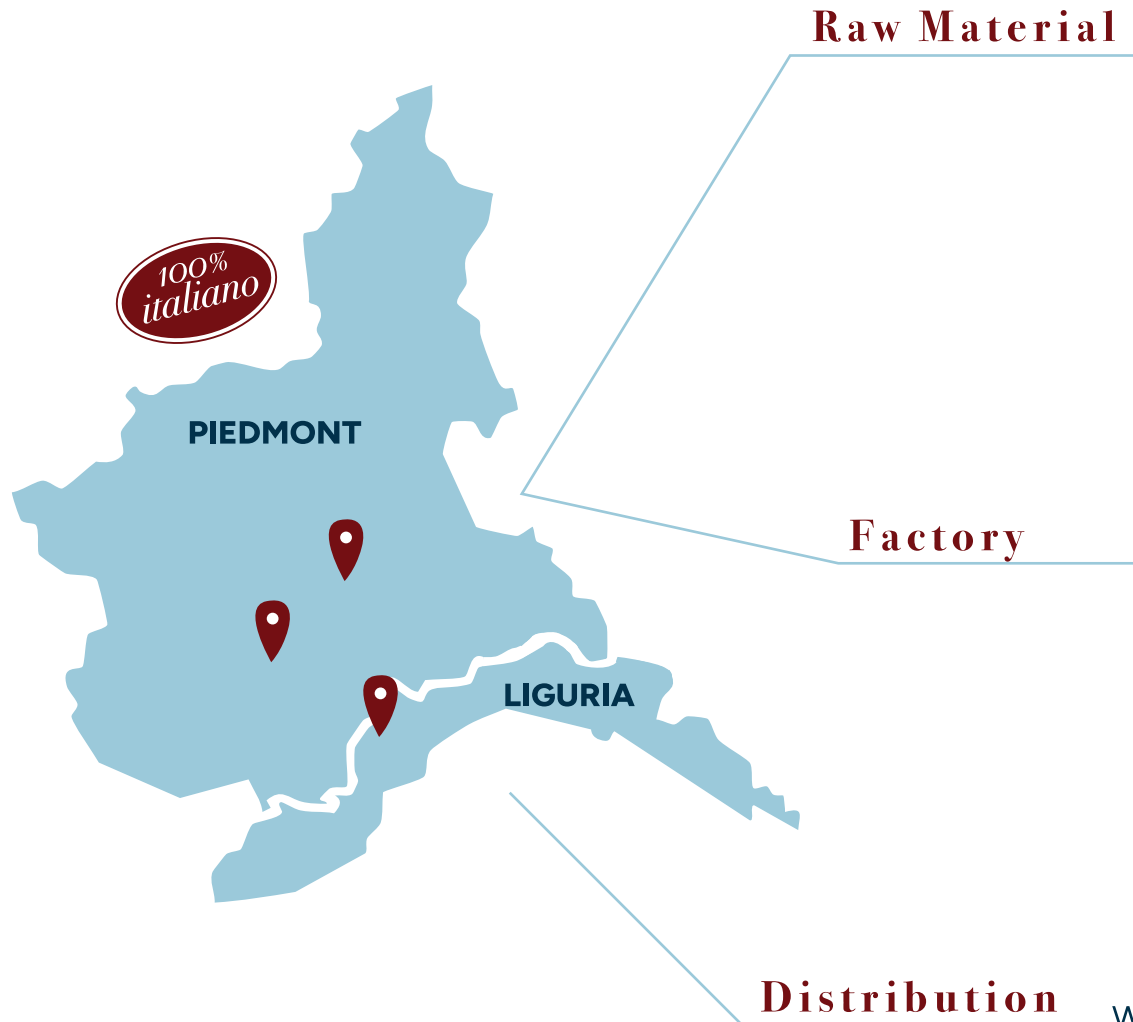 Raw Material
100%
italiano
PIEDMONT
Factory
LIGURIA
Distribution
W